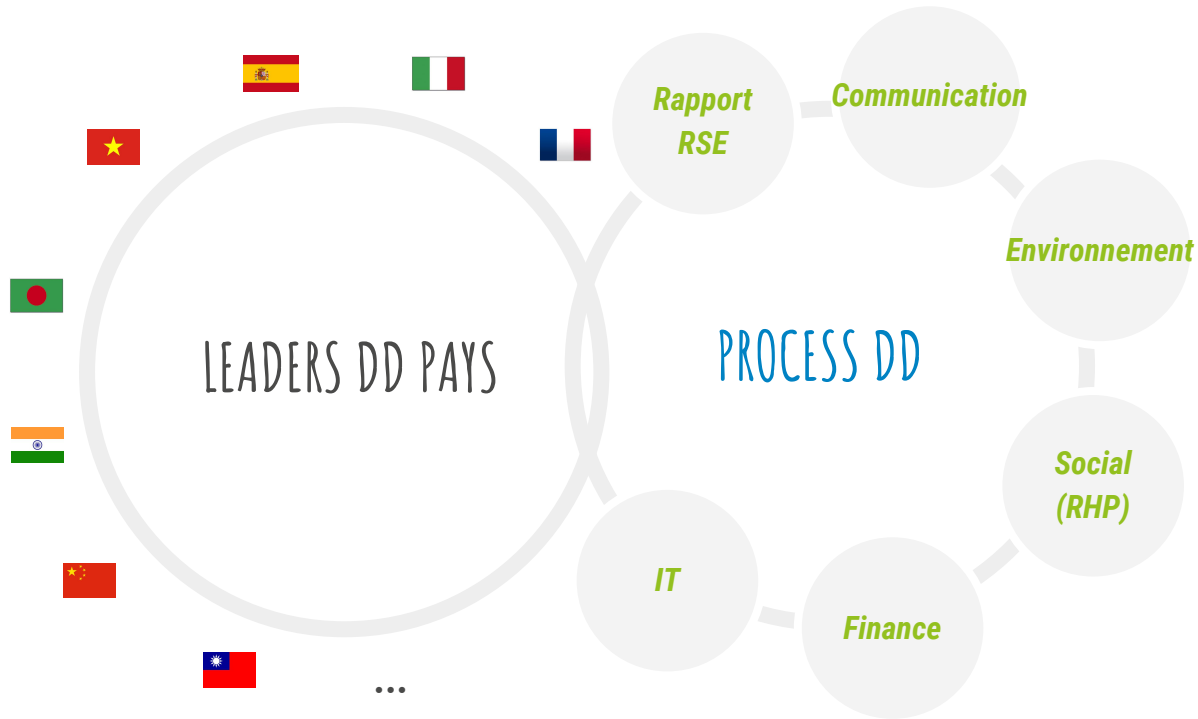 LEADERS DD PAYS
...
PROCESS DD
Rapport
RSE
Communication
Environnement
Social
(RHP)
Finance
IT